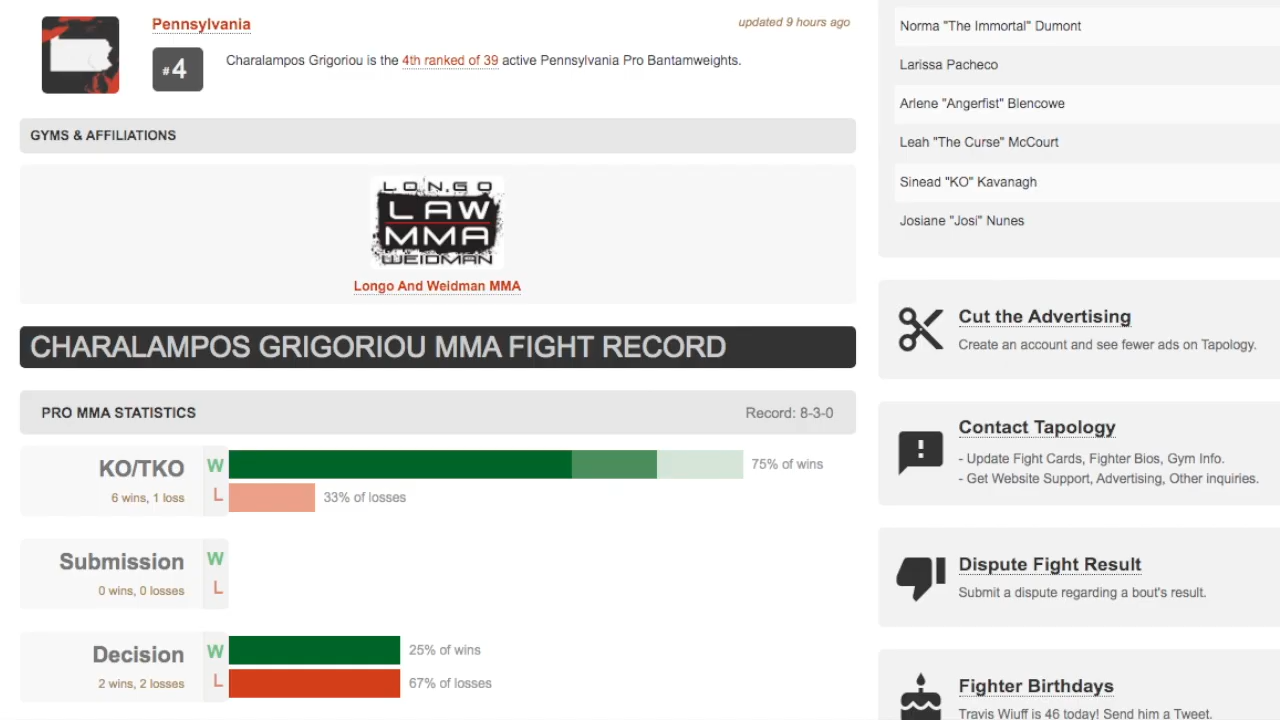 Pennsylvania
updated 9 hours ago
#4
Charalampos Grigoriou is the 4th ranked of 39 active Pennsylvania Pro Bantamweights.
GYMS & AFFILIATIONS
LONGO
LAW
MMA
WEIDMAN
Longo And Weidman MMA
CHARALAMPOS GRIGORIOU MMA FIGHT RECORD
PRO MMA STATISTICS
Record: 8-3-0
KO/TKO
6 wins, 1 loss
W
75% of wins
L
33% of losses
Submission
0 wins, 0 losses
W
L
Decision
2 wins, 2 losses
W
25% of wins
L
67% of losses
Norma "The Immortal" Dumont
Larissa Pacheco
Arlene "Angerfist" Blencowe
Leah "The Curse" McCourt
Sinead "KO" Kavanagh
Josiane "Josi" Nunes
Cut the Advertising
Create an account and see fewer ads on Tapology.
Contact Tapology
- Update Fight Cards, Fighter Bios, Gym Info.
- Get Website Support, Advertising, Other inquiries.
Dispute Fight Result
Submit a dispute regarding a bout's result.
Fighter Birthdays
Travis Wiuff is 46 today! Send him a Tweet.